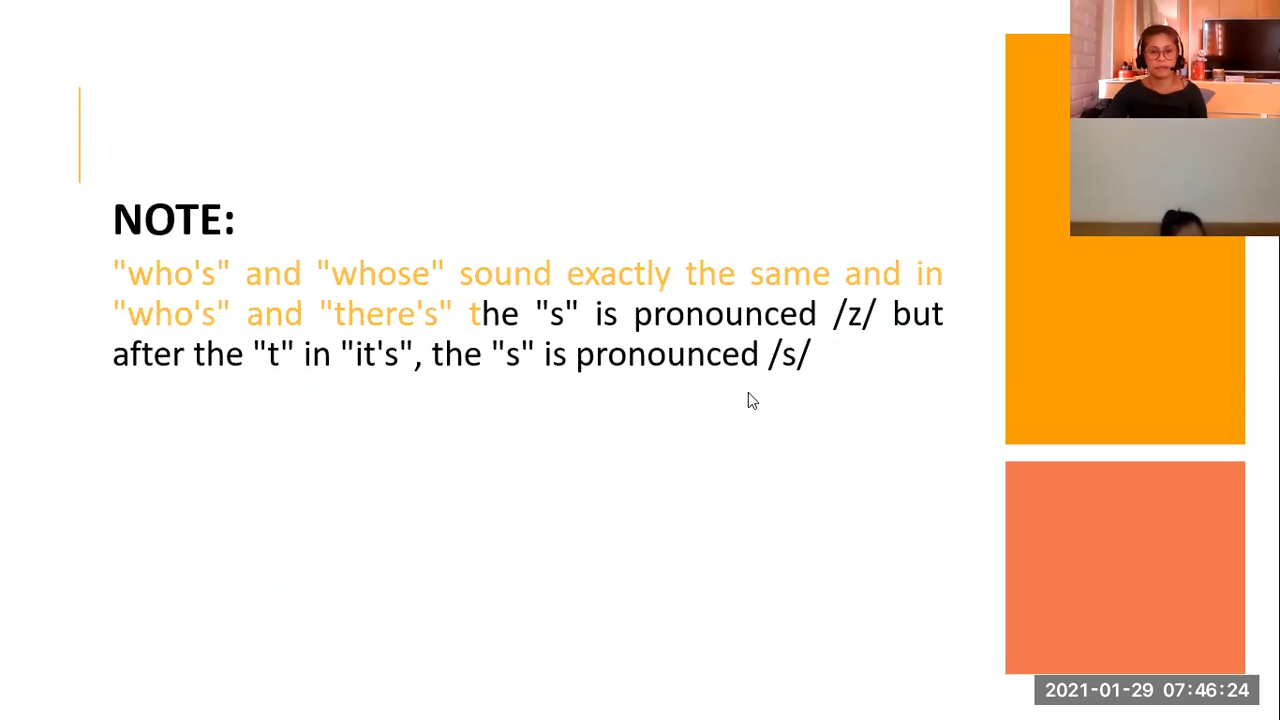 NOTE:
"who's" and "whose" sound exactly the same and in
"who's" and "there's" the "s" is pronounced /z/ but
after the "t" in "it's", the "s" is pronounced /s/
2021-01-29 07:46:24